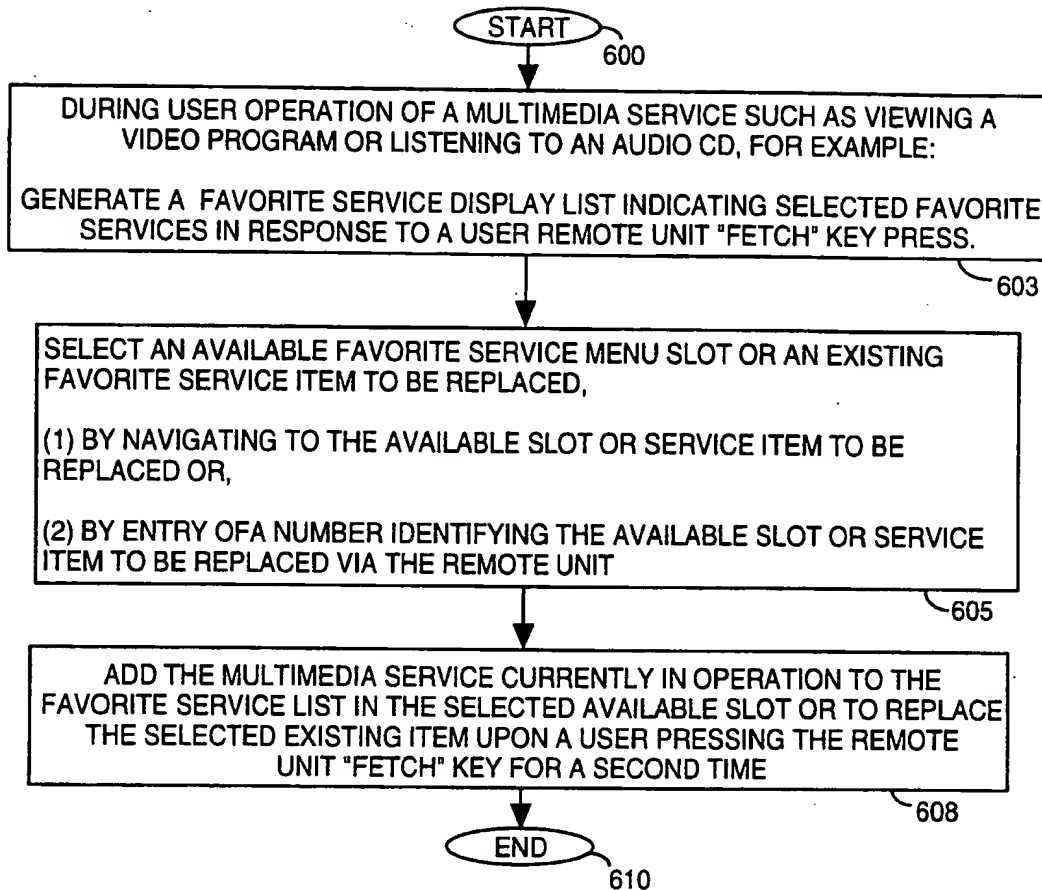 START
600
DURING USER OPERATION OF A MULTIMEDIA SERVICE SUCH AS VIEWING A
VIDEO PROGRAM OR LISTENING TO AN AUDIO CD, FOR EXAMPLE:
GENERATE A FAVORITE SERVICE DISPLAY LIST INDICATING SELECTED FAVORITE
SERVICES IN RESPONSE TO A USER REMOTE UNIT "FETCH" KEY PRESS.
603
SELECT AN AVAILABLE FAVORITE SERVICE MENU SLOT OR AN EXISTING
FAVORITE SERVICE ITEM TO BE REPLACED,
(1) BY NAVIGATING TO THE AVAILABLE SLOT OR SERVICE ITEM TO BE
REPLACED OR,
(2) BY ENTRY OFA NUMBER IDENTIFYING THE AVAILABLE SLOT OR SERVICE
ITEM TO BE REPLACED VIA THE REMOTE UNIT
605
ADD THE MULTIMEDIA SERVICE CURRENTLY IN OPERATION TO THE
FAVORITE SERVICE LIST IN THE SELECTED AVAILABLE SLOT OR TO REPLACE
THE SELECTED EXISTING ITEM UPON A USER PRESSING THE REMOTE
UNIT "FETCH" KEY FOR A SECOND TIME
608
END
610